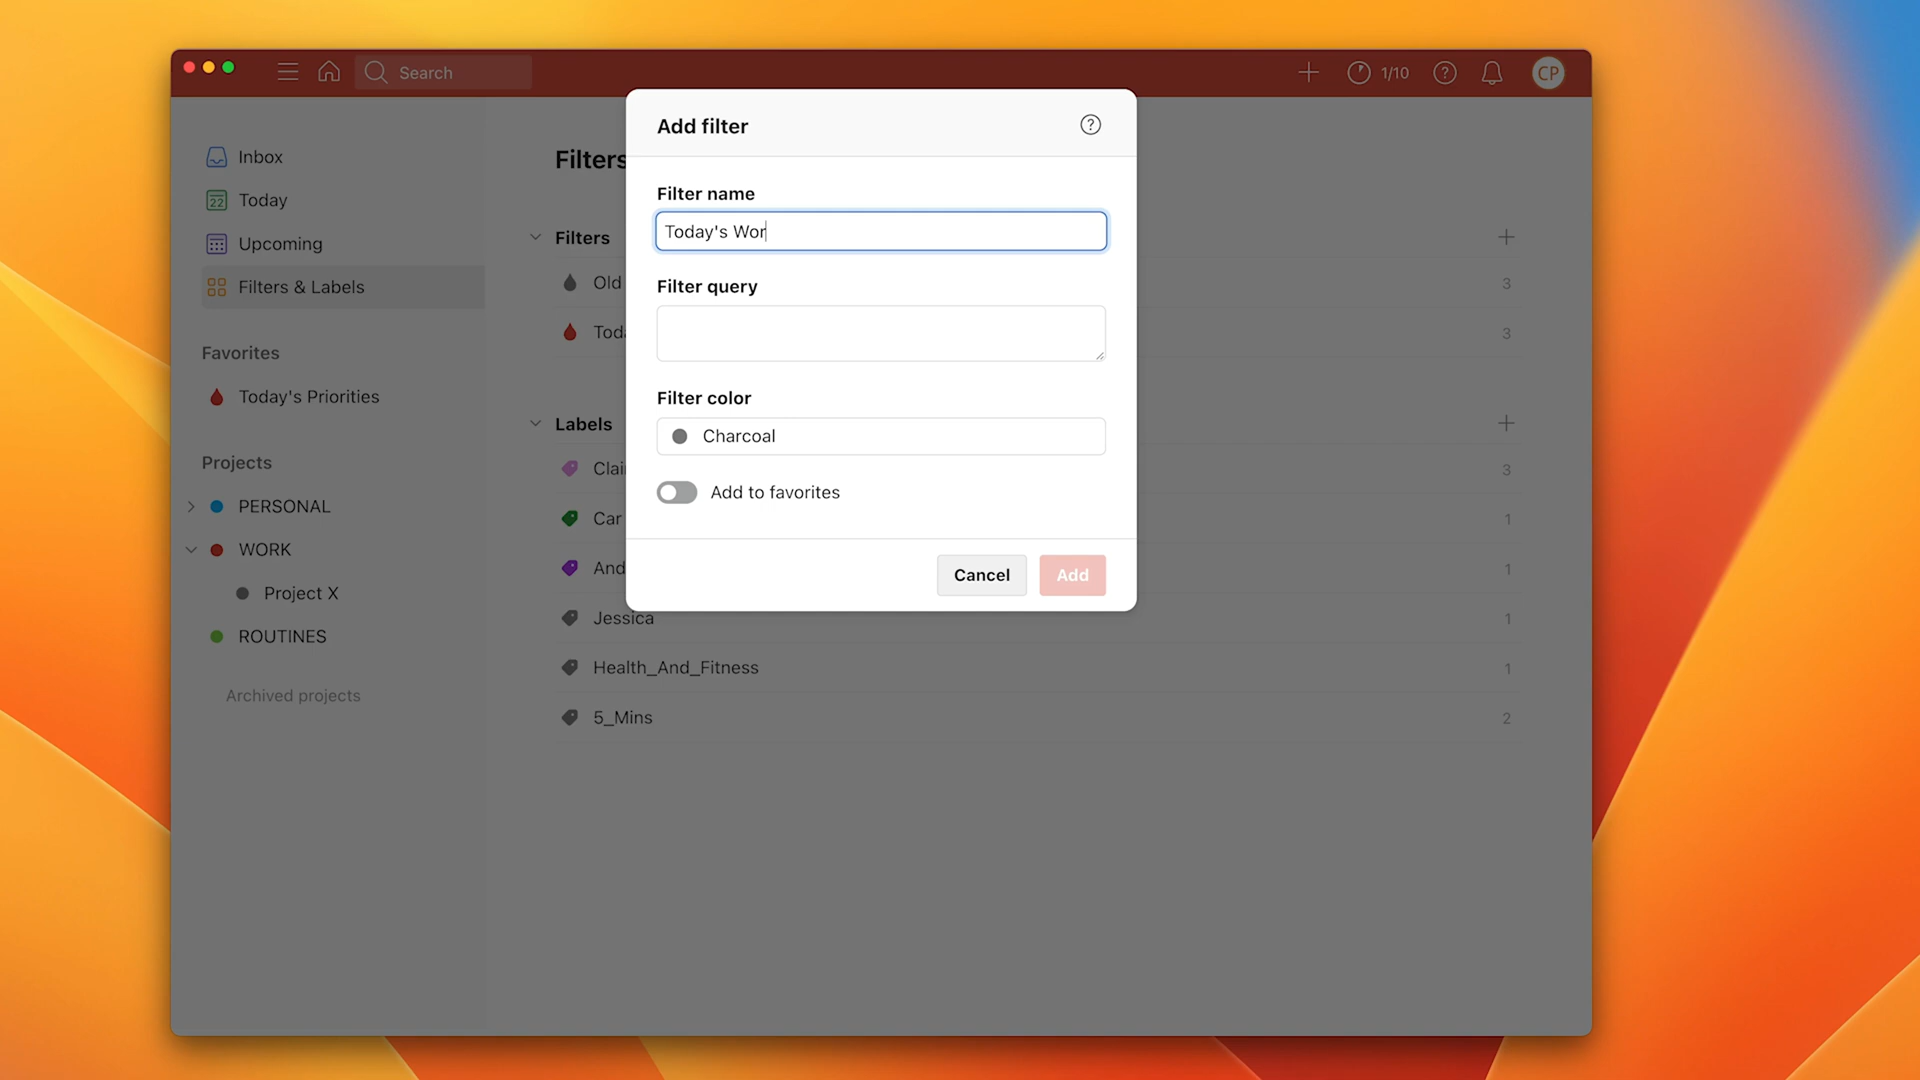 Search
1/10
CP
Inbox
22
Today
Upcoming
Filters & Labels
Favorites
Today's Priorities
Projects
PERSONAL
WORK
Project X
ROUTINES
Archived projects
Filters
Filters
Old
3
3
Labels
3
Car
1
And
1
Jessica
1
Health_And_Fitness
1
5_Mins
2
Add filter
?
Filter name
Today's Wor
Filter query
Filter color
Charcoal
Add to favorites
Cancel
Add